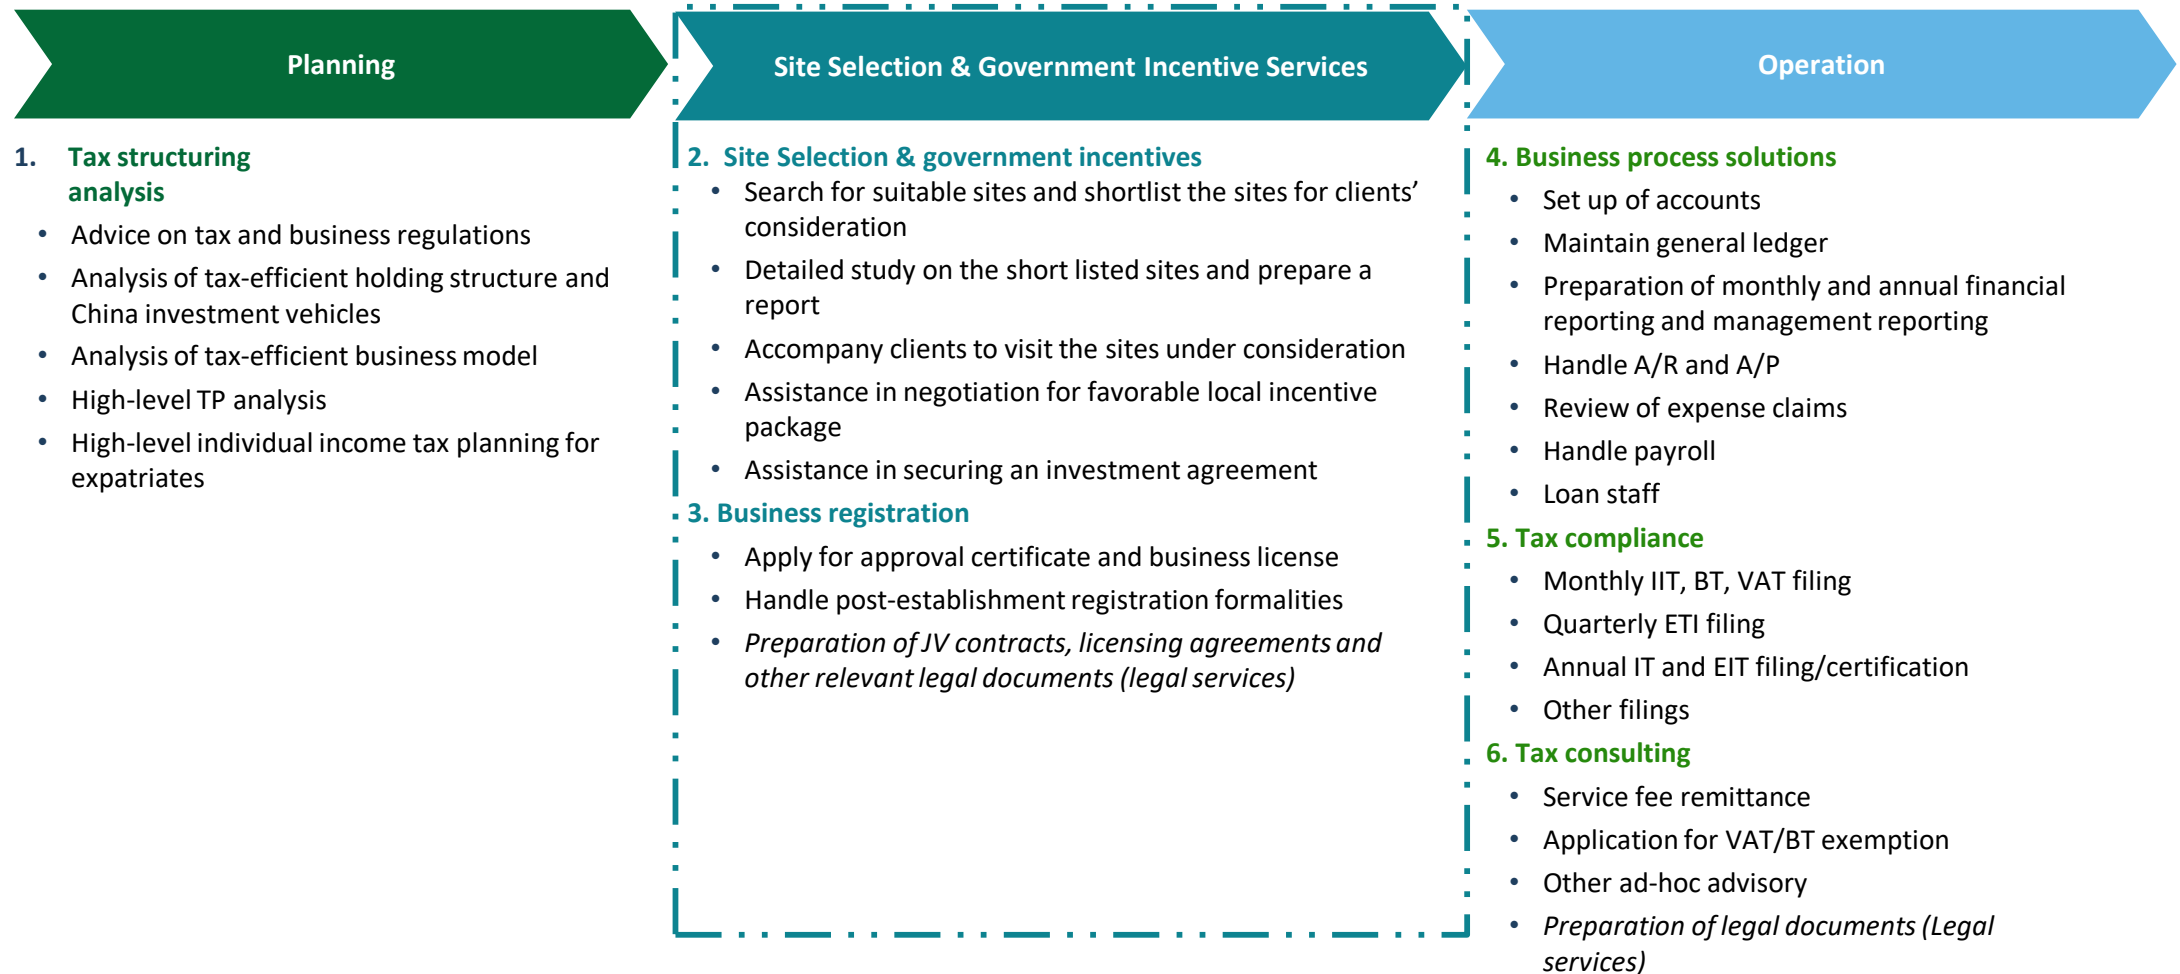 Planning
Site Selection & Government Incentive Services
Operation
1. Tax structuring
analysis
• Advice on tax and business regulations
• Analysis of tax-efficient holding structure and
China investment vehicles
• Analysis of tax-efficient business model
• High-level TP analysis
• High-level individual income tax planning for
expatriates
2. Site Selection & government incentives
• Search for suitable sites and shortlist the sites for clients’
consideration
• Detailed study on the short listed sites and prepare a
report
• Accompany clients to visit the sites under consideration
• Assistance in negotiation for favorable local incentive
package
• Assistance in securing an investment agreement
3. Business registration
• Apply for approval certificate and business license
• Handle post-establishment registration formalities
• Preparation of JV contracts, licensing agreements and
other relevant legal documents (legal services)
4. Business process solutions
• Set up of accounts
• Maintain general ledger
• Preparation of monthly and annual financial
reporting and management reporting
• Handle A/R and A/P
• Review of expense claims
• Handle payroll
• Loan staff
5. Tax compliance
• Monthly IIT, BT, VAT filing
• Quarterly ETI filing
• Annual IT and EIT filing/certification
• Other filings
6. Tax consulting
• Service fee remittance
• Application for VAT/BT exemption
• Other ad-hoc advisory
• Preparation of legal documents (Legal
services)